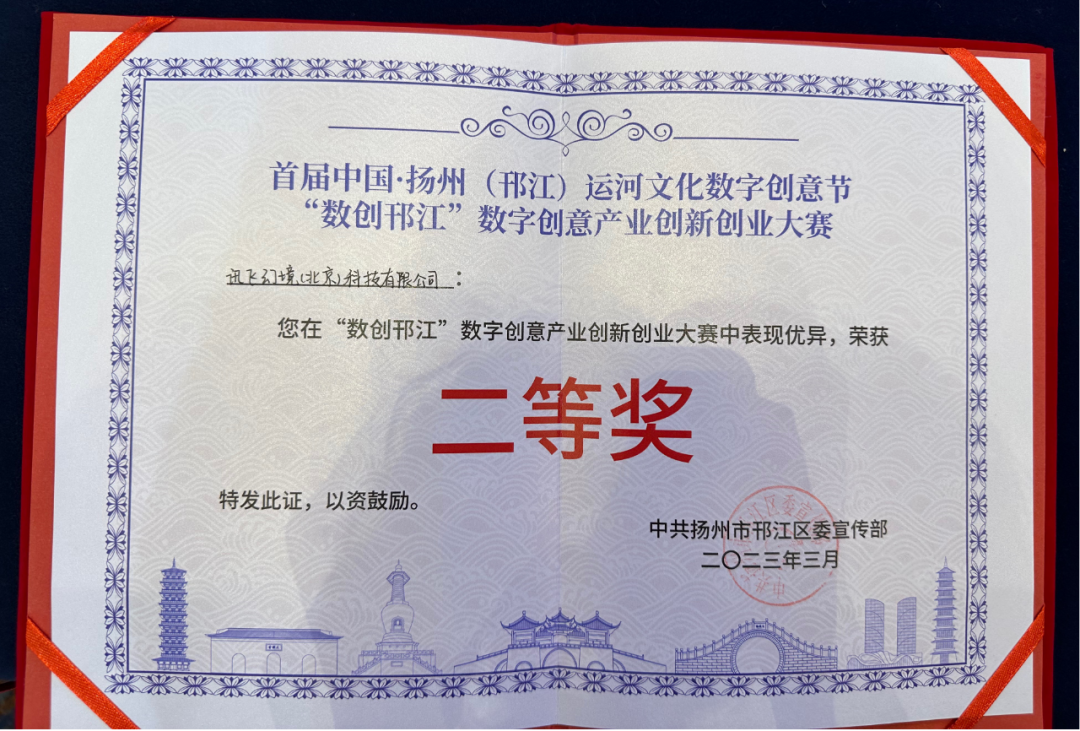 首届中国·扬州（邗江）运河文化数字创意节
“数创邗江”数字创意产业创新创业大赛
讯飞幻境(北京)科技有限公司：
您在“数创邗江”数字创意产业创新创业大赛中表现优异，荣获
二等奖
特发此证，以资鼓励。
中共扬州市邗江区委宣传部
二〇二三年三月